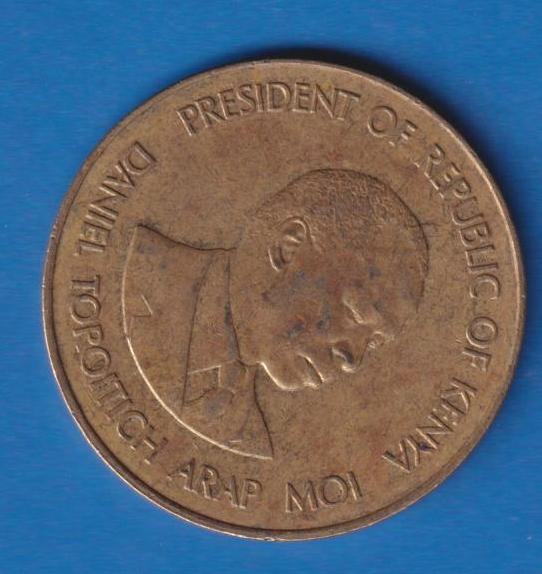 PRESIDENT OF REPUBLIC OF KENYA
DANIEL TOROITICH ARAP MOI